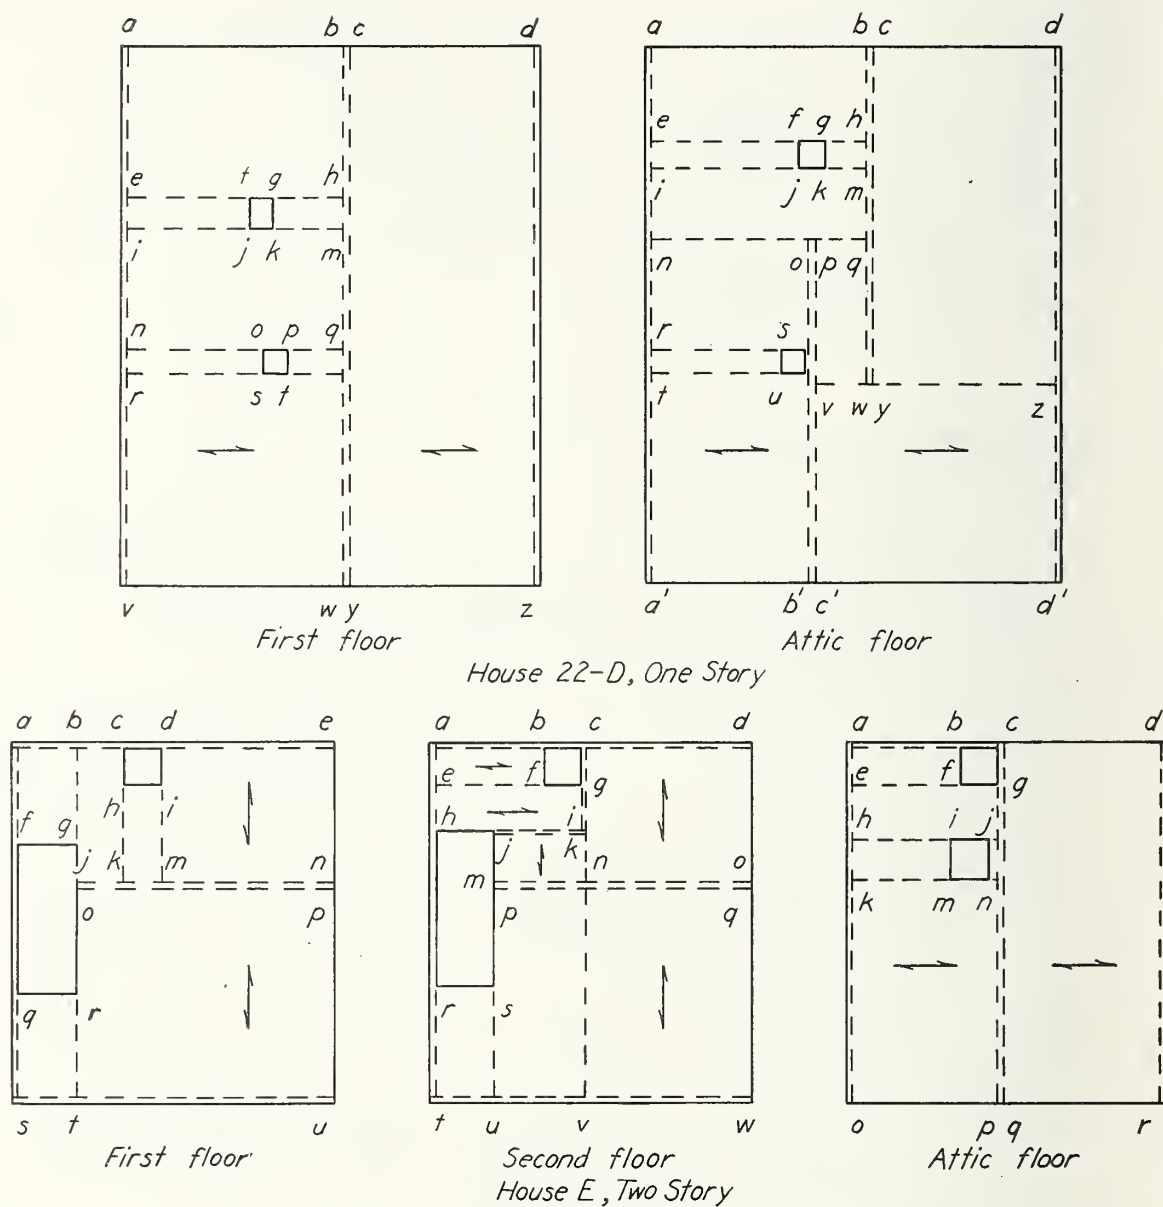 a b c d a b c d
e f g h
e f g h
i j k m
i j k m
n o p q
n o p q
r s
r s t
t u v w y z
v w y z a' b' c' d'
First floor Attic floor
House 22-D, One Story
a b c d e a b c d a b c d
e f g e f g
h i h i h i j
f g
j k m n j k n o
m k m n
o p p q
q r r s
s t u t u v w o p q r
First floor Second floor Attic floor
House E, Two Story